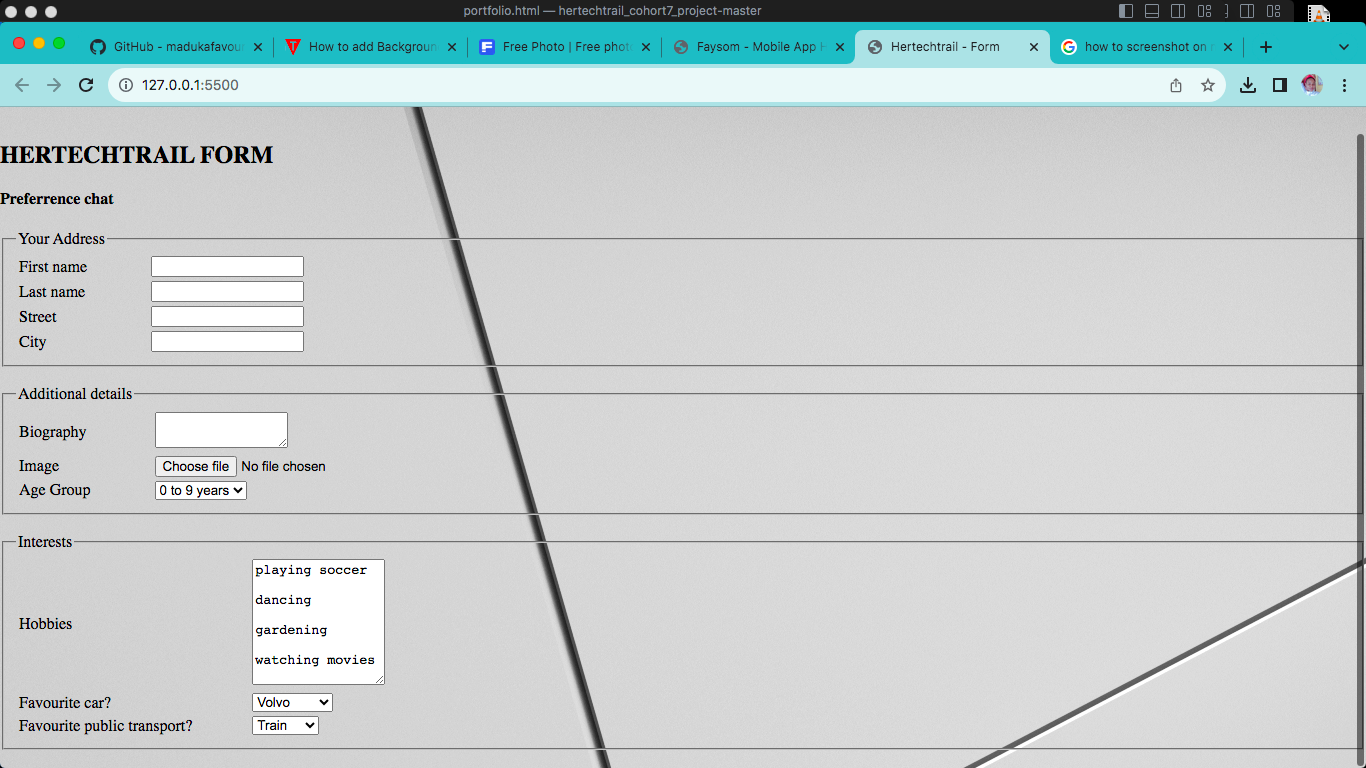 portfolio.html — hertechtrail_cohort7_project-master
GitHub - madukafavou
How to add Backgroun
Free Photo | Free phot
Faysom - Mobile App
Hertechtrail - Form
how to screenshot on
127.0.0.1:5500
HERTECHTRAIL FORM
Preferrence chat
Your Address
First name
Last name
Street
City
Additional details
Biography
Image Choose file No file chosen
Age Group 0 to 9 years
Interests
playing soccer
dancing
Hobbies
gardening
watching movies
Favourite car? Volvo
Favourite public transport? Train